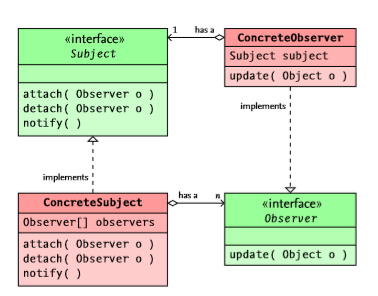 «interface»
Subject
attach( Observer o )
detach( Observer o )
notify( )
1
has a
ConcreteObserver
Subject subject
update( Object o )
implements
implements
ConcreteSubject
Observer[] observers
attach( Observer o )
detach( Observer o )
notify( )
has a
n
«interface»
Observer
update( Object o )